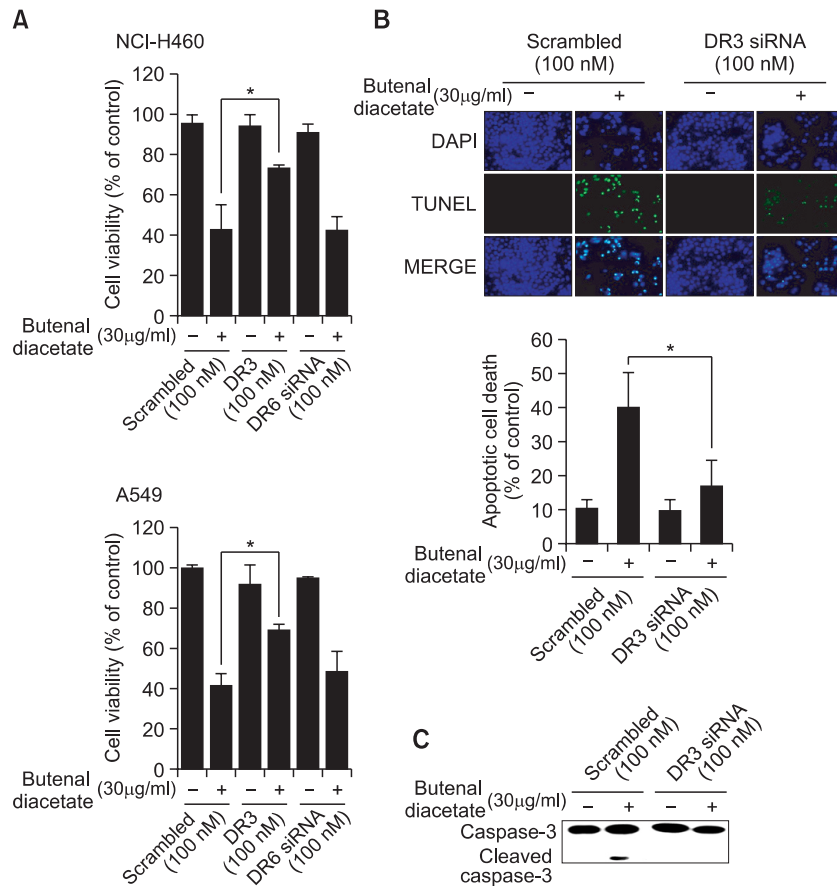 A
NCI-H460
Cell viability (% of control)
120
100
80
60
40
20
0
*
Butenal
diacetate (30µg/ml)
− + − + − +
Scrambled
(100 nM)
DR3
(100 nM)
DR6 siRNA
(100 nM)
A549
Cell viability (% of control)
120
100
80
60
40
20
0
*
Butenal
diacetate (30µg/ml)
− + − + − +
Scrambled
(100 nM)
DR3
(100 nM)
DR6 siRNA
(100 nM)
B
Scrambled
(100 nM)
DR3 siRNA
(100 nM)
Butenal
diacetate (30µg/ml)
− + − +
DAPI
TUNEL
MERGE
Apoptotic cell death
(% of control)
60
50
40
30
20
10
0
*
Butenal
diacetate (30µg/ml)
− + − +
Scrambled
(100 nM)
DR3 siRNA
(100 nM)
C
Scrambled
(100 nM)
DR3 siRNA
(100 nM)
Butenal
diacetate (30µg/ml)
− + − +
Caspase-3
Cleaved
caspase-3